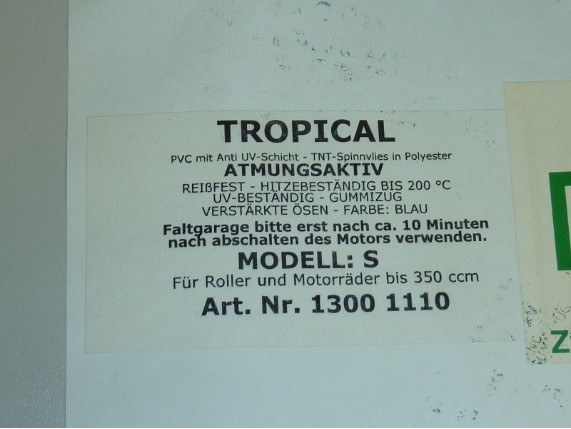 TROPICAL
PVC mit Anti UV-Schicht - TNT-Spinnvlies in Polyester
ATMUNGSAKTIV
REIßFEST - HITZEBESTÄNDIG BIS 200 °C
UV-BESTÄNDIG - GUMMIZUG
VERSTÄRKTE ÖSEN - FARBE: BLAU
Faltgarage bitte erst nach ca. 10 Minuten
nach abschalten des Motors verwenden.
MODELL: S
Für Roller und Motorräder bis 350 ccm
Art. Nr. 1300 1110